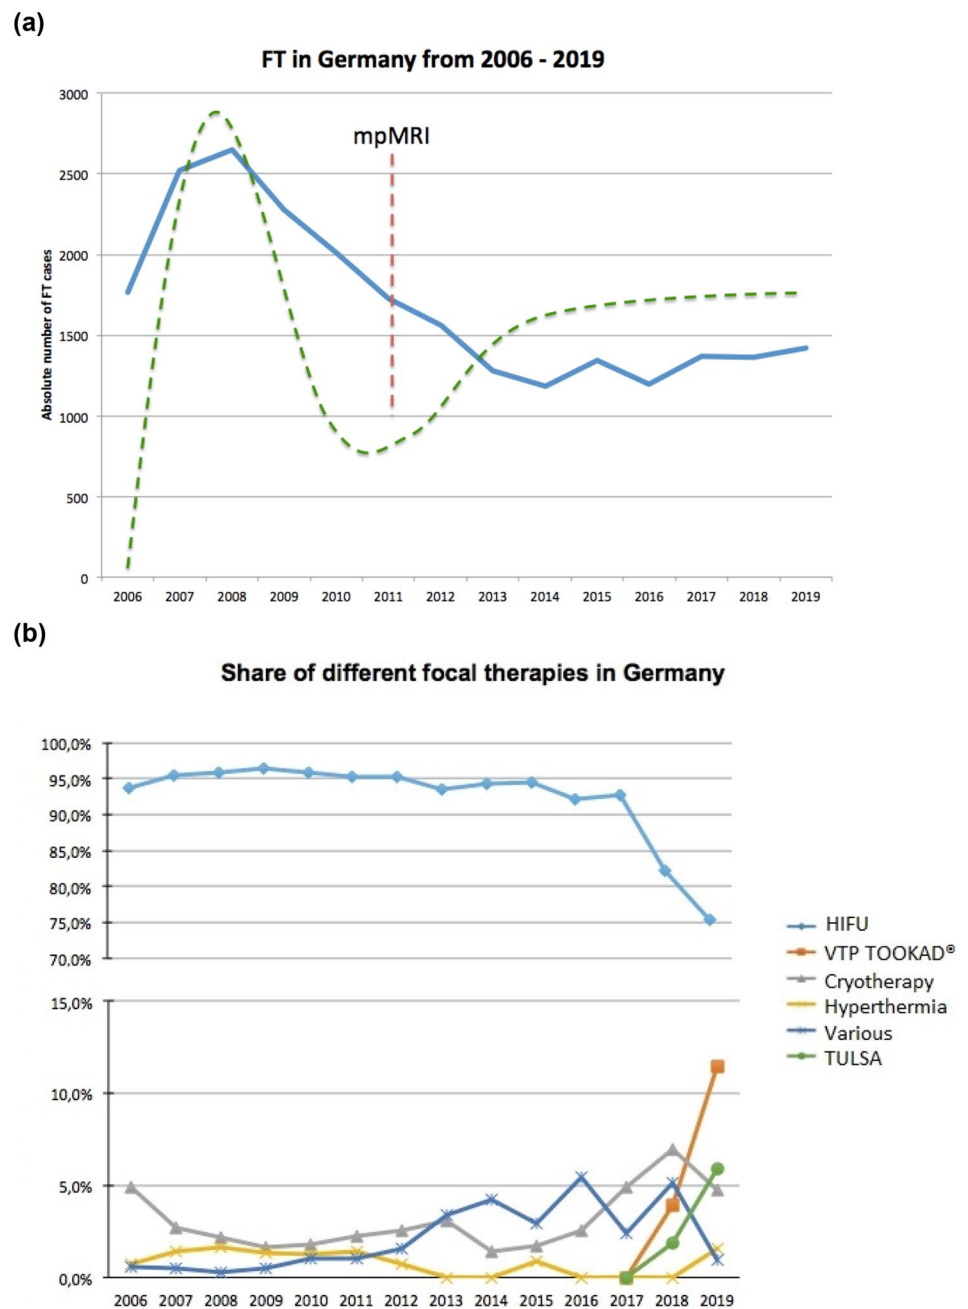 (a)
FT in Germany from 2006 - 2019
3000
mpMRI
2500
2000
1500
1000
500
0
Absolute number of FT cases
2006 2007 2008 2009 2010 2011 2012 2013 2014 2015 2016 2017 2018 2019
(b)
Share of different focal therapies in Germany
100,0%
95,0%
90,0%
85,0%
80,0%
75,0%
70,0%
15,0%
10,0%
5,0%
0,0%
2006 2007 2008 2009 2010 2011 2012 2013 2014 2015 2016 2017 2018 2019
HIFU
VTP TOOKAD®
Cryotherapy
Hyperthermia
Various
TULSA